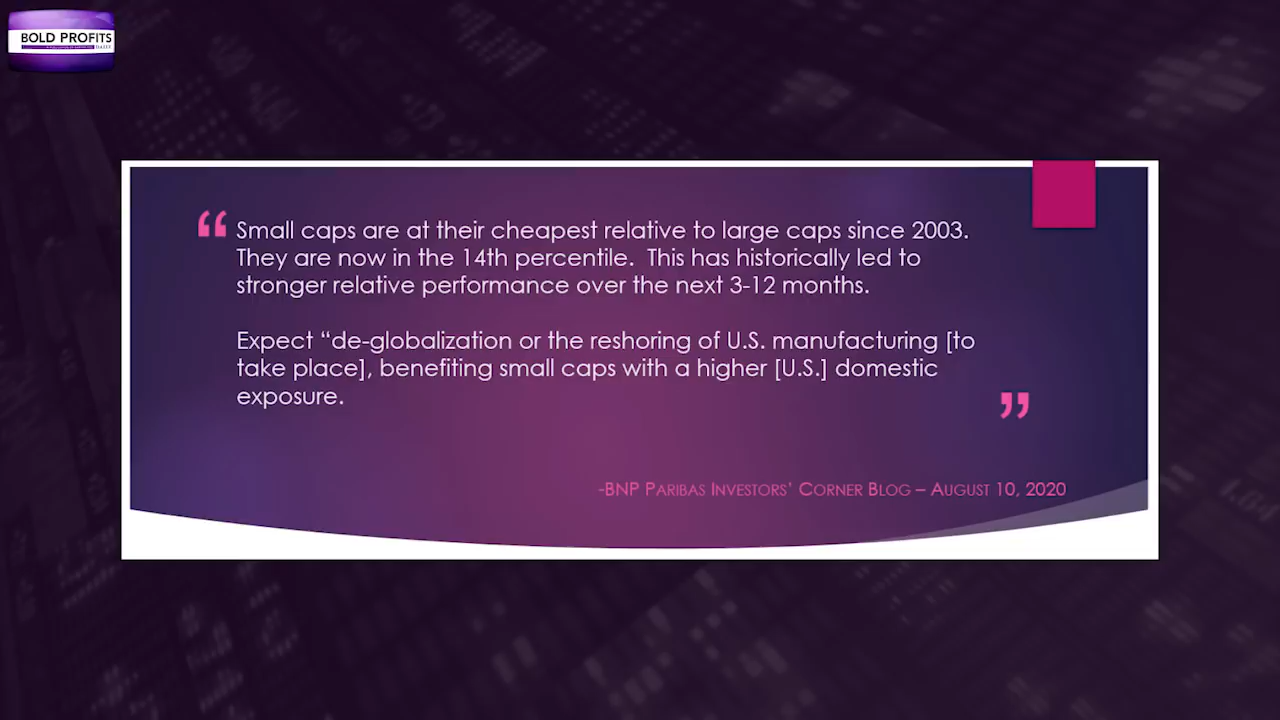 BOLD PROFITS
DAILY
“ Small caps are at their cheapest relative to large caps since 2003.
They are now in the 14th percentile. This has historically led to
stronger relative performance over the next 3-12 months.
Expect “de-globalization or the reshoring of U.S. manufacturing [to
take place], benefiting small caps with a higher [U.S.] domestic
exposure. ”
-BNP Paribas Investors’ Corner Blog – August 10, 2020